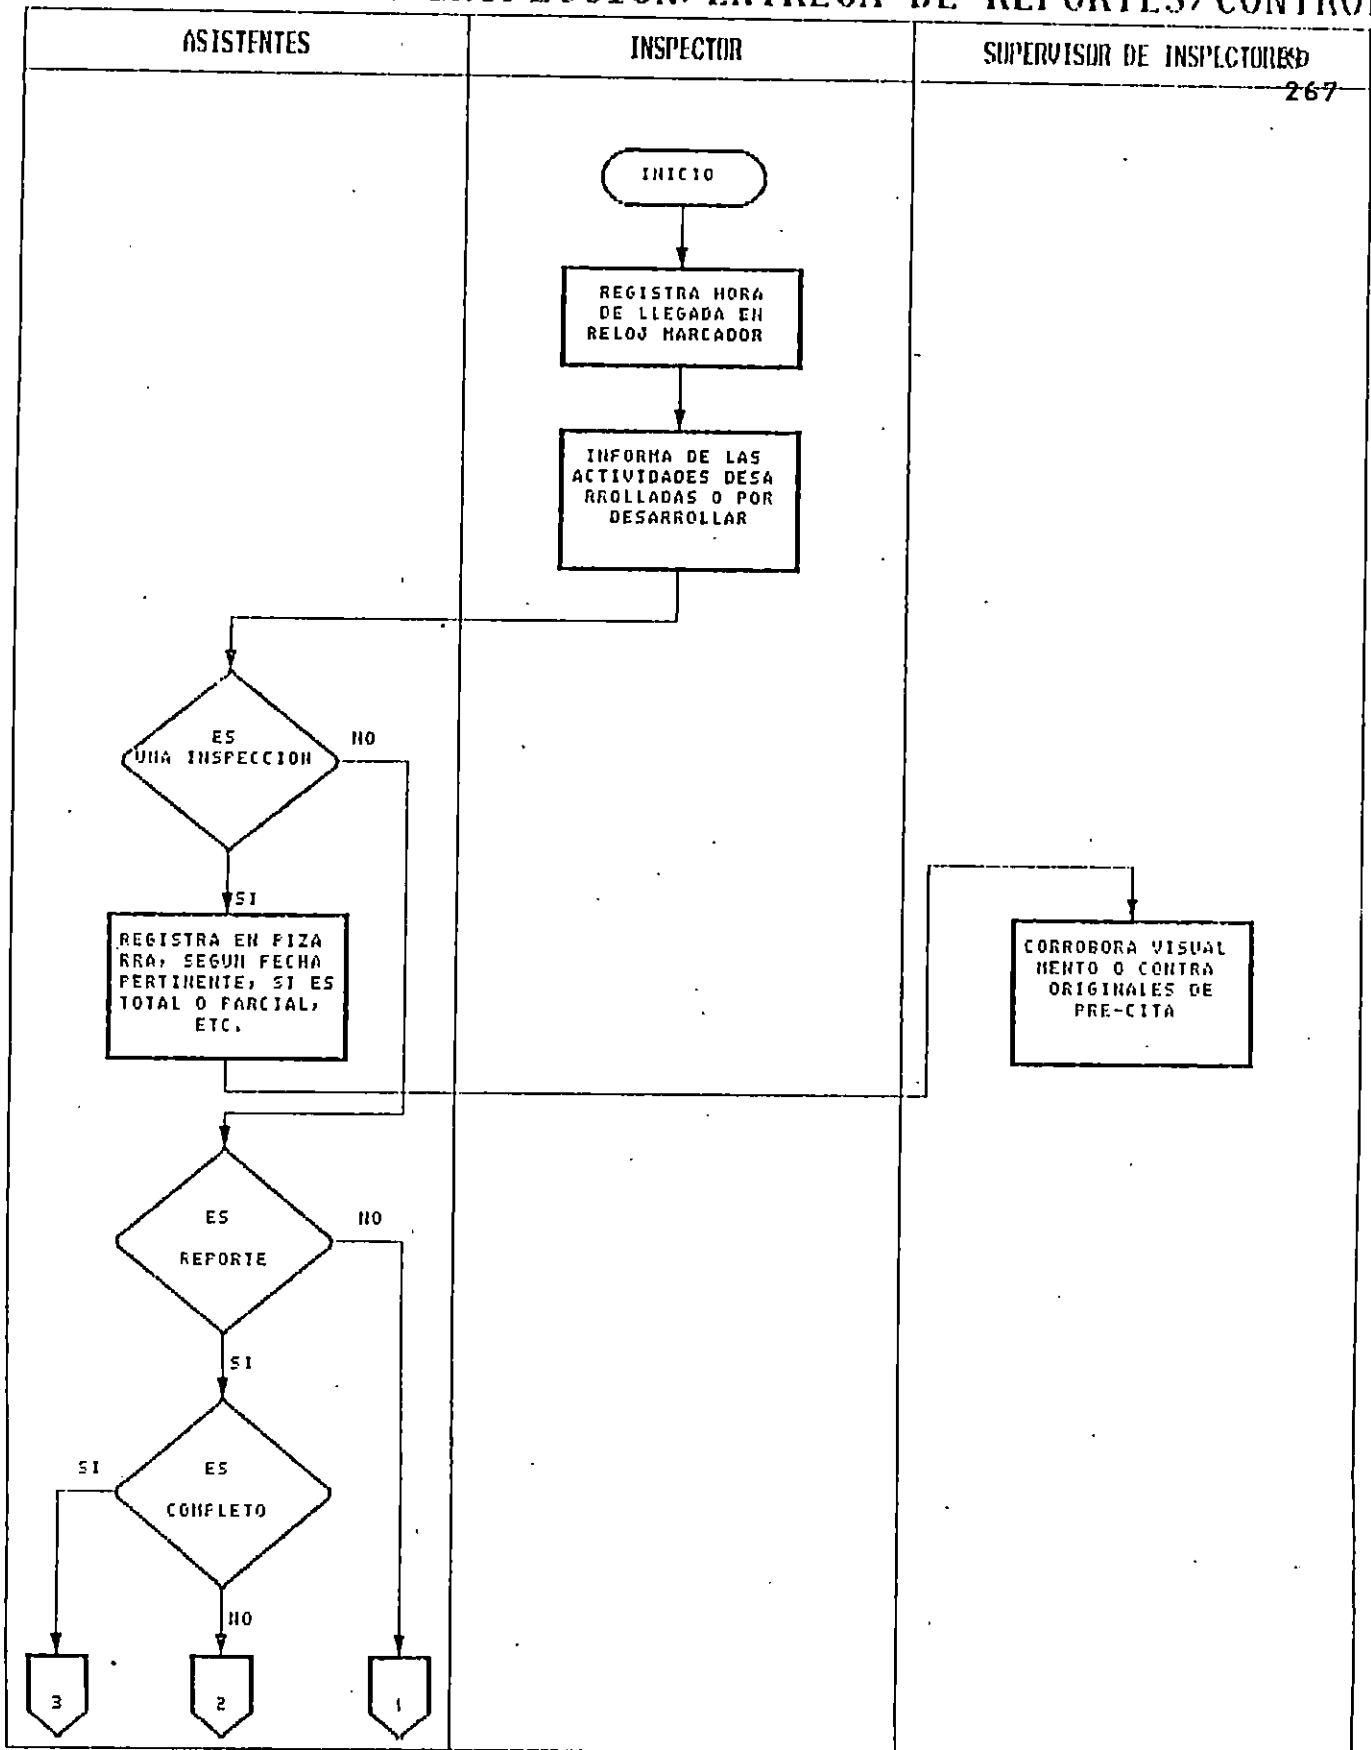 DE REPORTES/CONTROL
ASISTENTES
INSPECTOR
SUPERVISOR DE
267
INICIO
REGISTRA HORA
DE LLEGADA EN
RELOJ MARCADOR
INFORMA DE LAS
ACTIVIDADES DESA
RROLLADAS O POR
DESARROLLAR
ES
UNA INSPECCION
NO
SI
REGISTRA EN PIZA
RRA, SEGUN FECHA
PERTINENTE, SI ES
TOTAL O PARCIAL,
ETC.
CORROBORA VISUAL
MENTO O CONTRA
ORIGINALES DE
PRE-CITA
ES
REPORTE
NO
SI
ES
COMPLETO
SI
NO
3
2
1